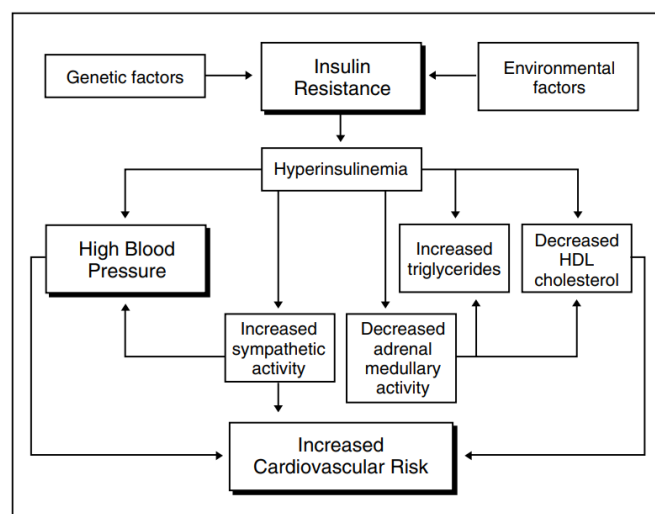 Genetic factors
Insulin
Resistance
Environmental
factors
Hyperinsulinemia
High Blood
Pressure
Increased
triglycerides
Decreased
HDL
cholesterol
Increased
sympathetic
activity
Decreased
adrenal
medullary
activity
Increased
Cardiovascular Risk